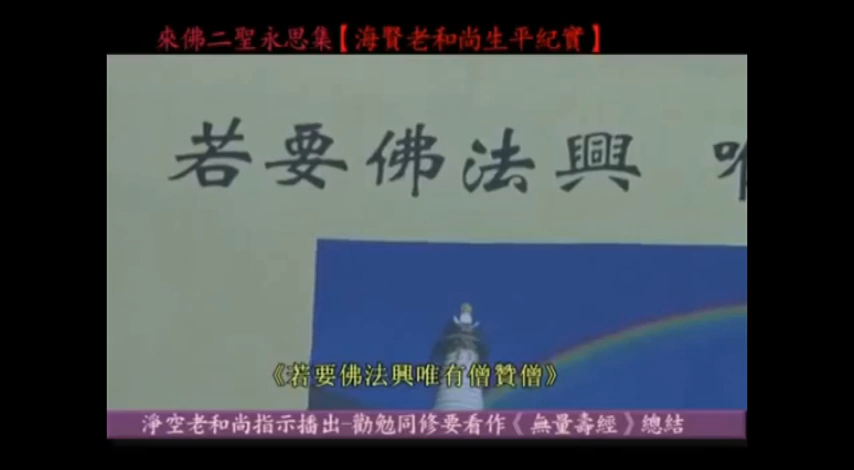 來佛二聖永思集【海賢老和尚生平紀實】
若要佛法興
《若要佛法興唯有僧贊僧》
淨空老和尚指示播出-勸勉同修要看作《無量壽經》總結